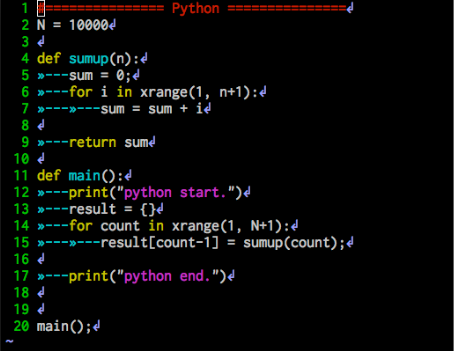 1 #=============== Python ===============↲
2 N = 10000↲
3 ↲
4 def sumup(n):↲
5 »---sum = 0;↲
6 »---for i in xrange(1, n+1):↲
7 »---»---sum = sum + i↲
8 ↲
9 »---return sum↲
10 ↲
11 def main():↲
12 »---print("python start.")↲
13 »---result = {}↲
14 »---for count in xrange(1, N+1):↲
15 »---»---result[count-1] = sumup(count);↲
16 ↲
17 »---print("python end.")↲
18 ↲
19 ↲
20 main();↲
~